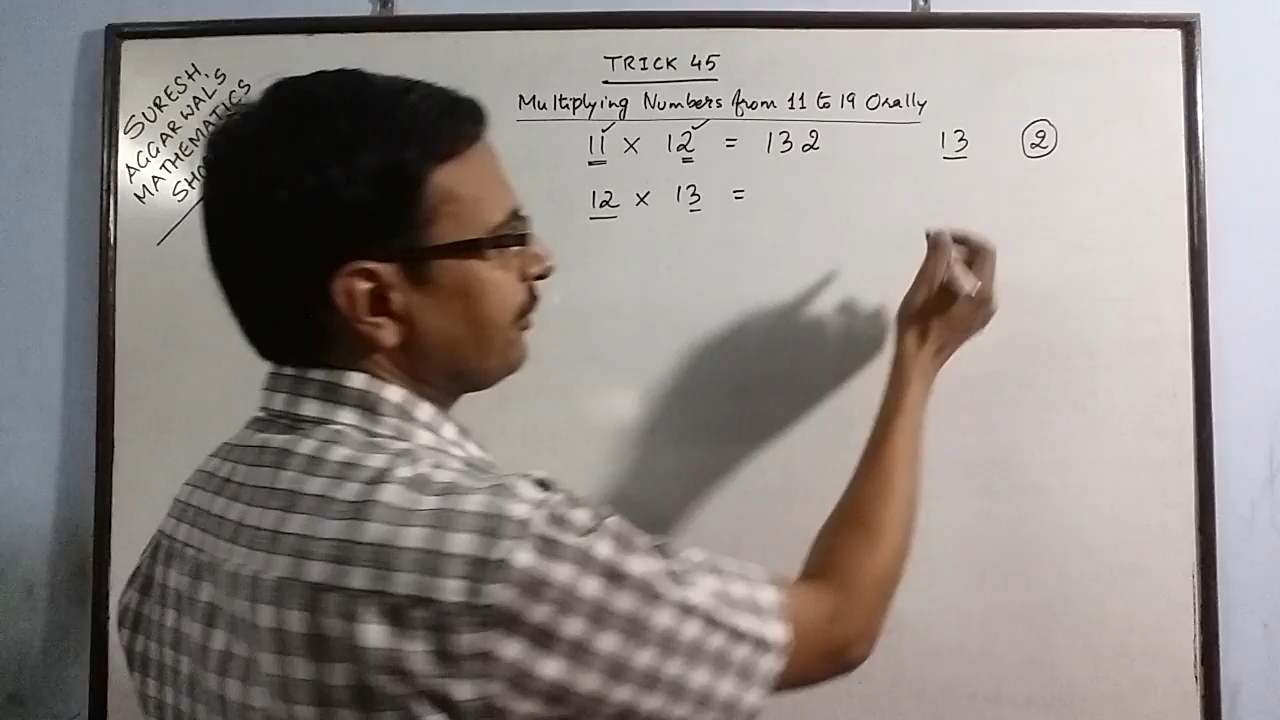 SURESH
AGGARWAL'S
MATHEMATICS
TRICK 45
Multiplying Numbers from 11 to 19 Orally
11 × 12 = 132 13 2
12 × 13 =